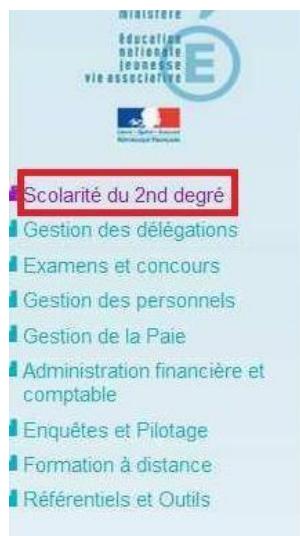 ministère
éducation
nationale
jeunesse
vie associative
É
Scolarité du 2nd degré
Gestion des délégations
Examens et concours
Gestion des personnels
Gestion de la Paie
Administration financière et
comptable
Enquêtes et Pilotage
Formation à distance
Référentiels et Outils